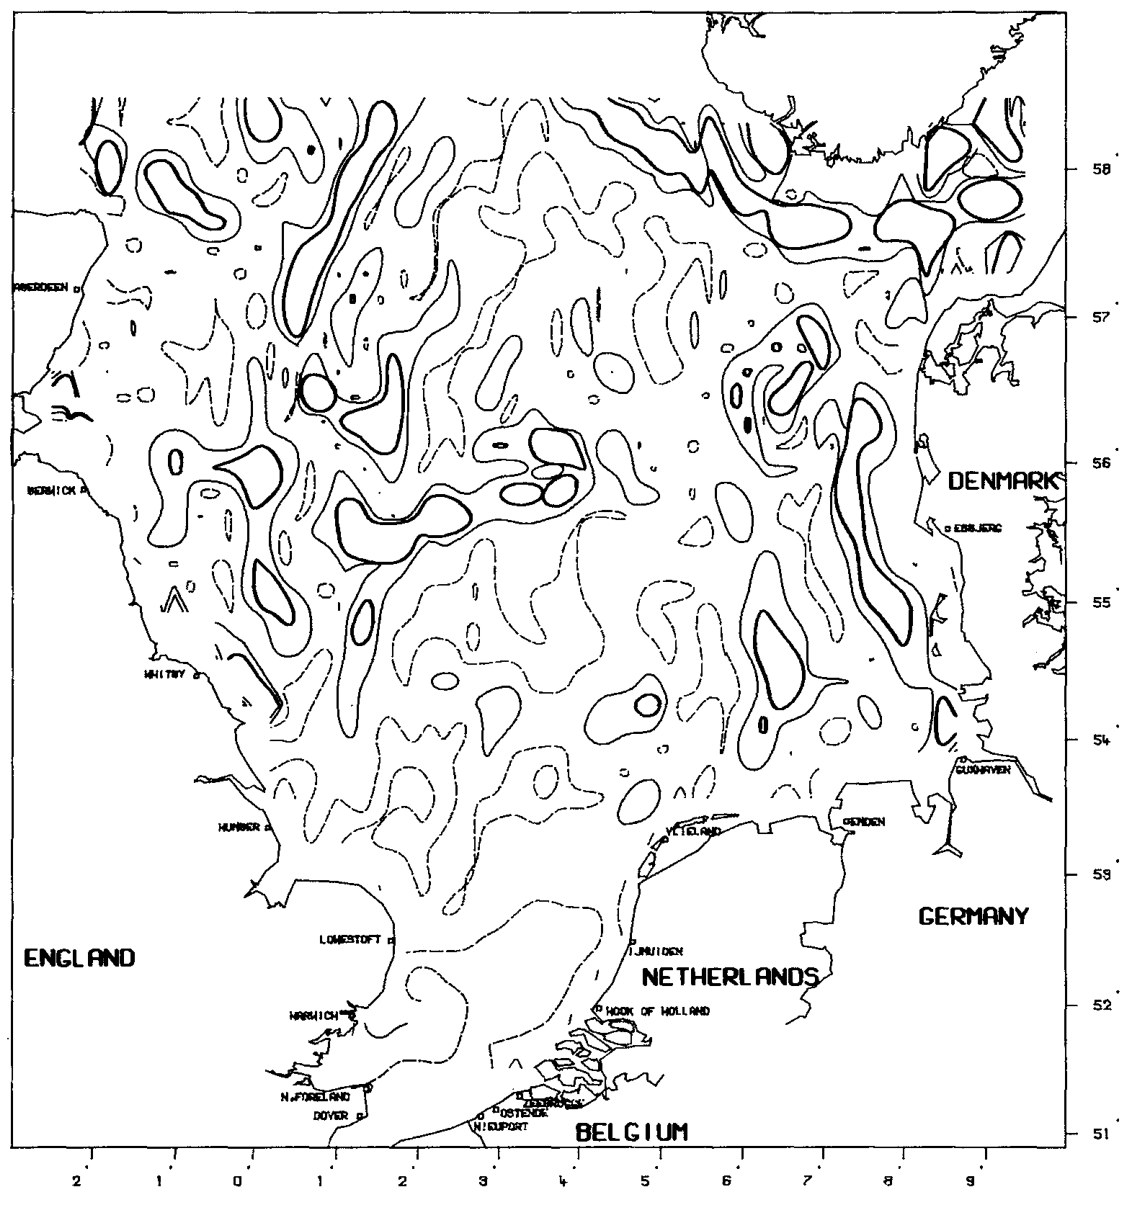 58
ABERDEEN
57
56
DENMARK
BERWICK
ESBJERG
55
WHITBY
54
CUXHAVEN
HUMBER
EMDEN
VLIELAND
53
GERMANY
LOWESTOFT
IJMUIDEN
ENGLAND
NETHERLANDS
52
HARWICH
HOOK OF HOLLAND
N.FORELAND
ZEEBRUGGE
OSTENDE
DOVER
NIEUPORT
BELGIUM
51
2 1 0 1 2 3 4 5 6 7 8 9